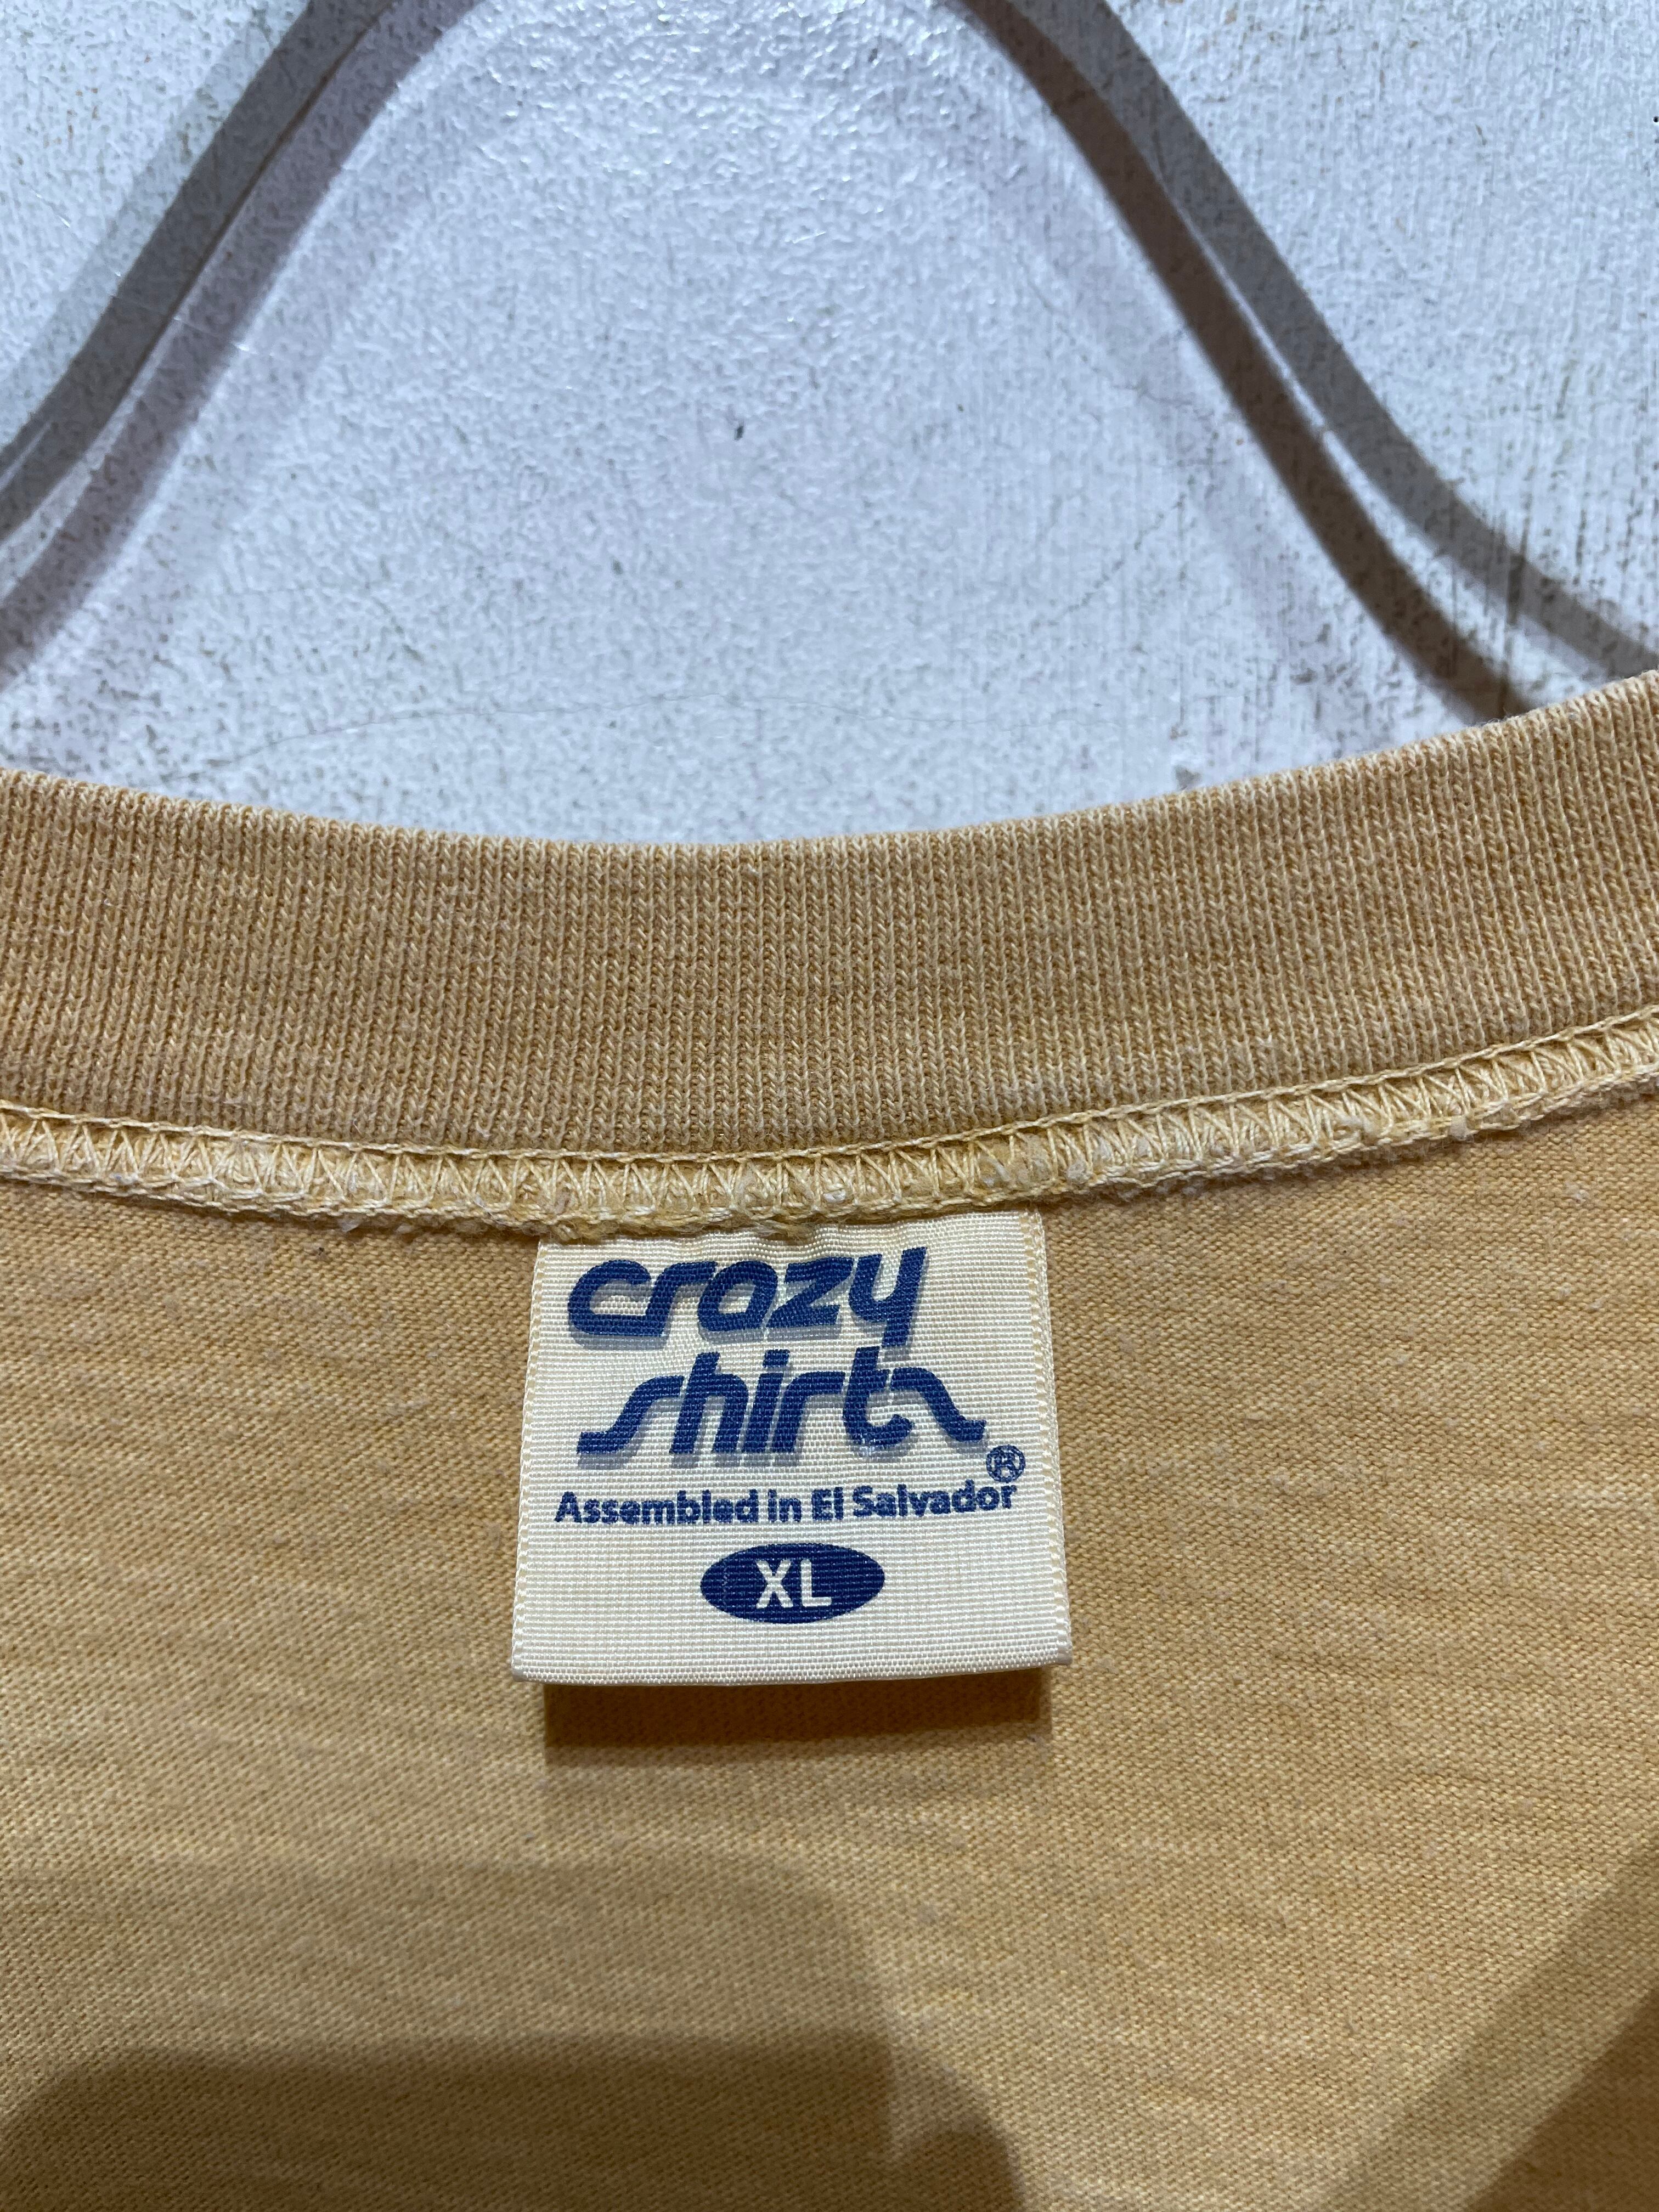 crazy
shirts®
Assembled in El Salvador
XL